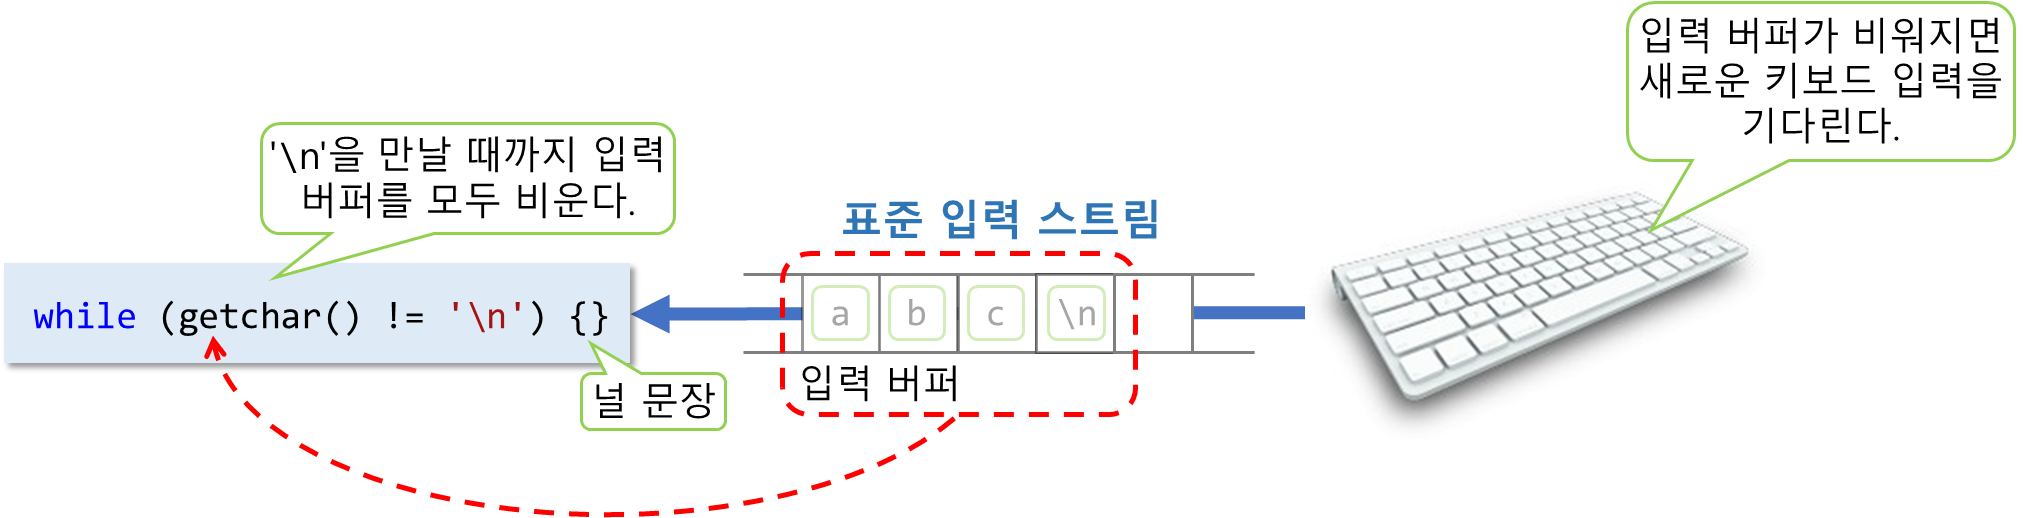 입력 버퍼가 비워지면
새로운 키보드 입력을
기다린다.
'\n'을 만날 때까지 입력
버퍼를 모두 비운다.
표준 입력 스트림
while (getchar() != '\n') {}
a b c \n
입력 버퍼
널 문장